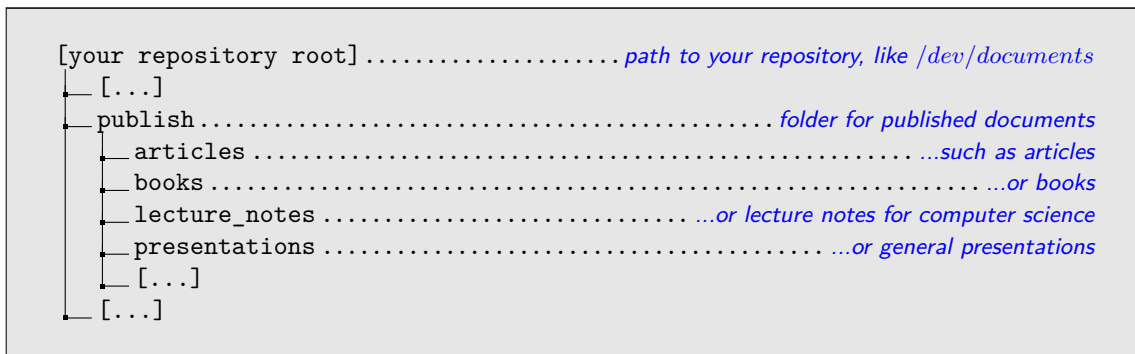 [your repository root] ..................... path to your repository, like /dev/documents
[...]
publish ............................................... folder for published documents
articles ...................................................... ...such as articles
books ............................................................... ...or books
lecture_notes .............................. ...or lecture notes for computer science
presentations ......................................... ...or general presentations
[...]
[...]